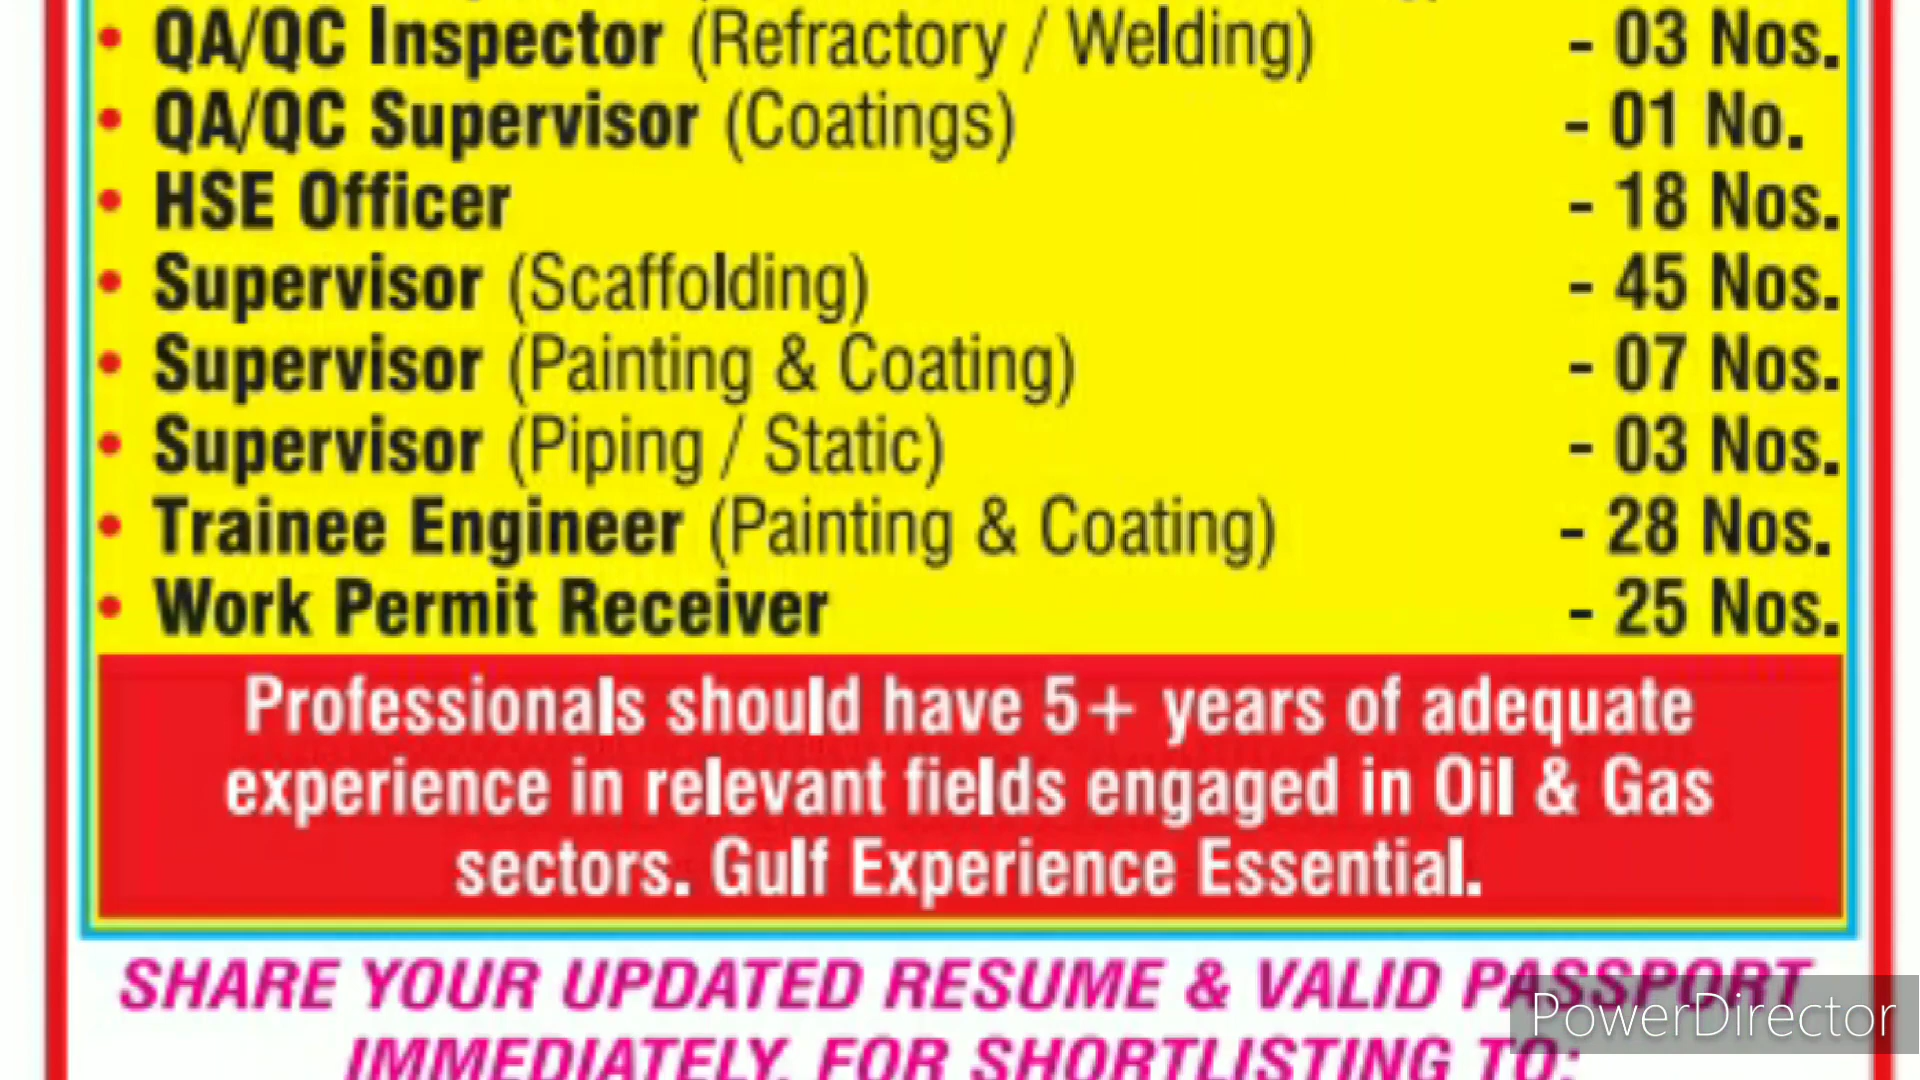 • QA/QC Inspector (Refractory / Welding) - 03 Nos.
• QA/QC Supervisor (Coatings) - 01 No.
• HSE Officer - 18 Nos.
• Supervisor (Scaffolding) - 45 Nos.
• Supervisor (Painting & Coating) - 07 Nos.
• Supervisor (Piping / Static) - 03 Nos.
• Trainee Engineer (Painting & Coating) - 28 Nos.
• Work Permit Receiver - 25 Nos.
Professionals should have 5+ years of adequate
experience in relevant fields engaged in Oil & Gas
sectors. Gulf Experience Essential.
SHARE YOUR UPDATED RESUME & VALID PASSPORT
PowerDirector
IMMEDIATELY, FOR SHORTLISTING TO: